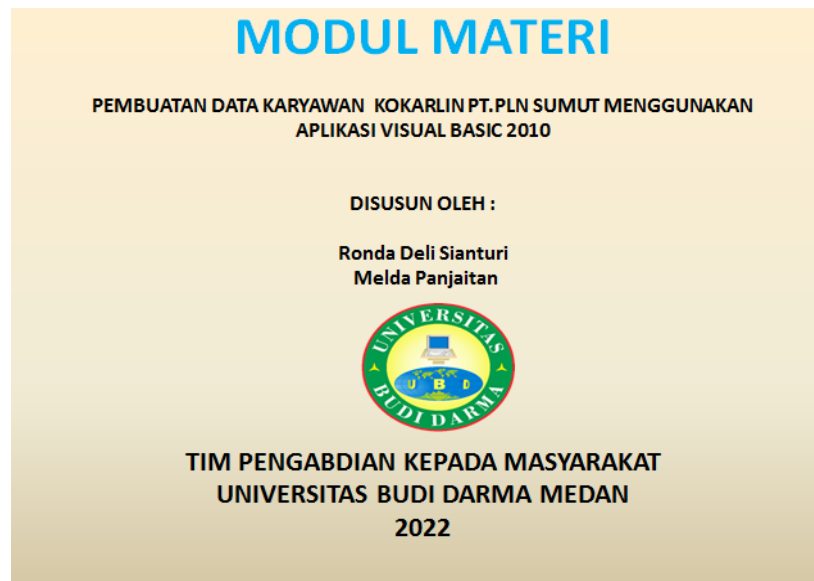 MODUL MATERI
PEMBUATAN DATA KARYAWAN KOKARLIN PT.PLN SUMUT MENGGUNAKAN
APLIKASI VISUAL BASIC 2010
DISUSUN OLEH :
Ronda Deli Sianturi
Melda Panjaitan
UNIVERSITAS
U B D
BUDI DARMA
TIM PENGABDIAN KEPADA MASYARAKAT
UNIVERSITAS BUDI DARMA MEDAN
2022